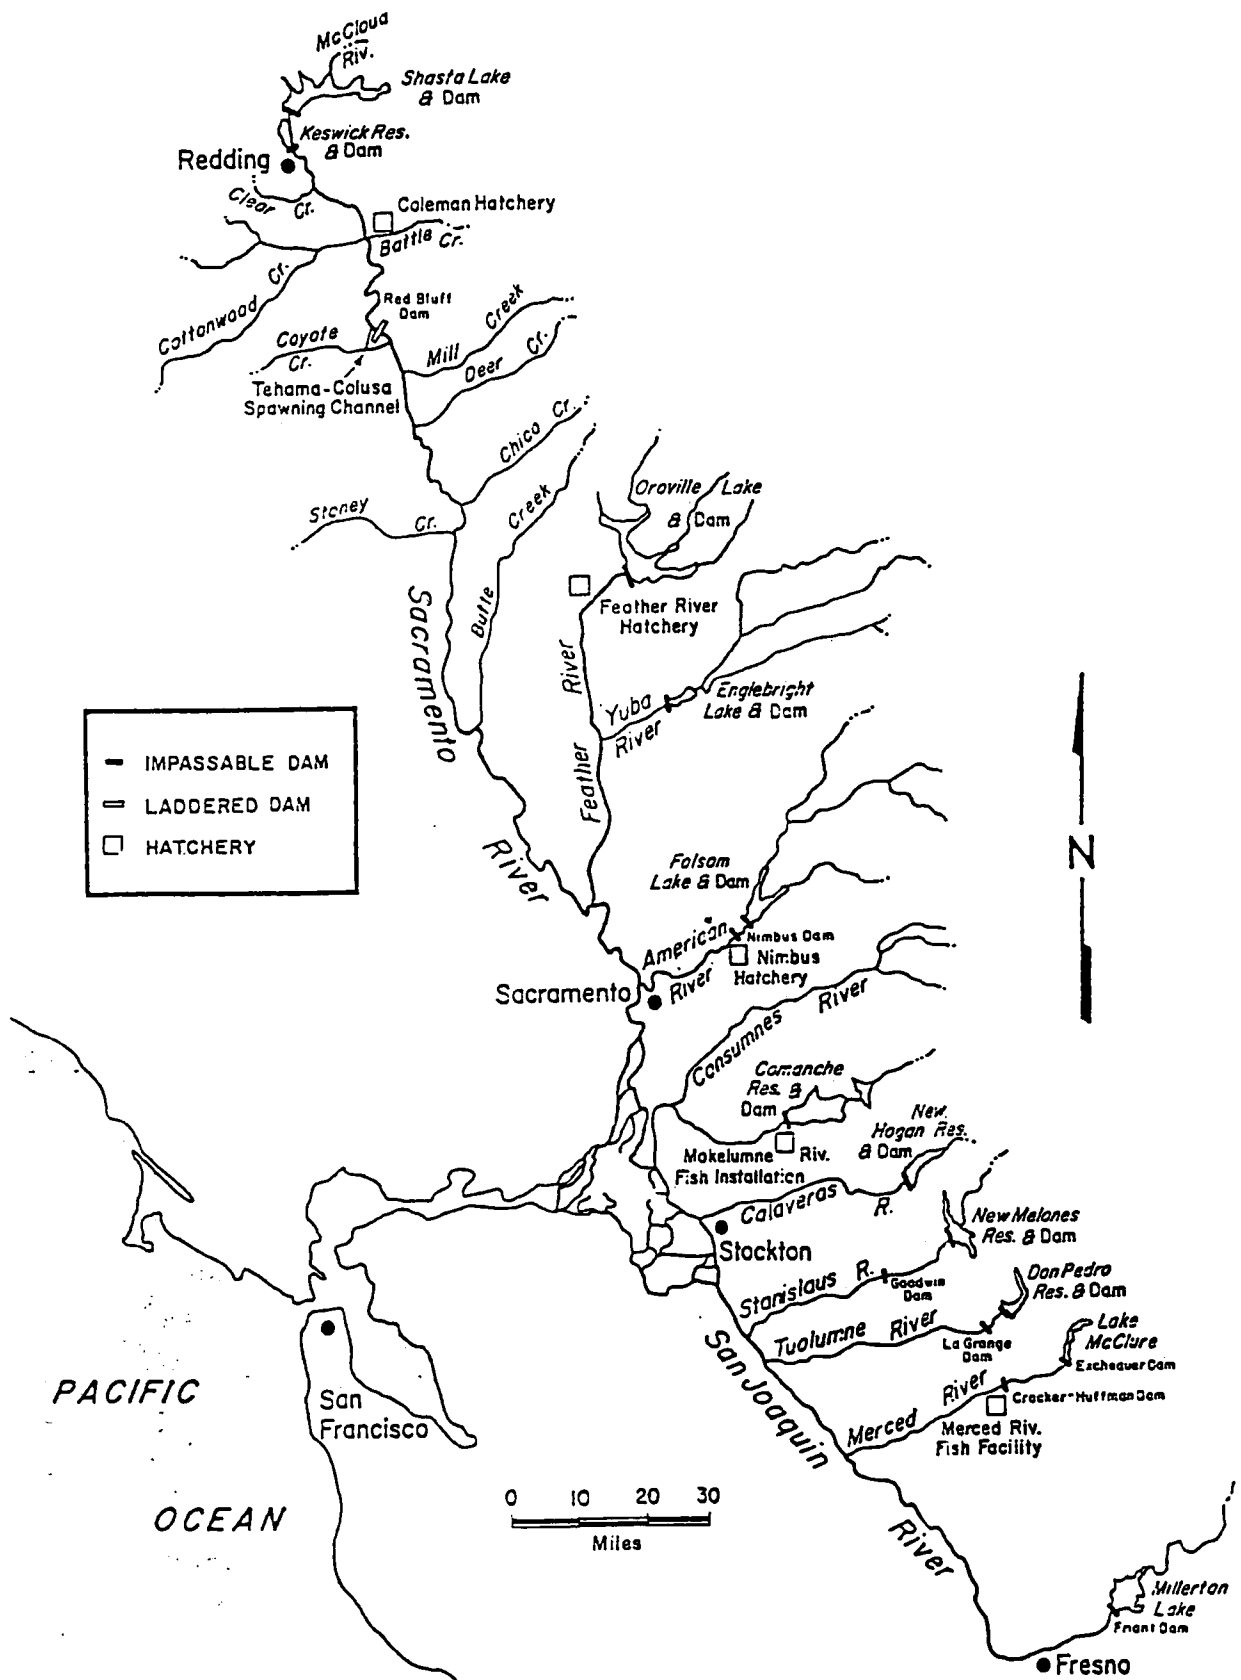 McCloud
Riv.
Shasta Lake
& Dam
Keswick Res.
& Dam
Redding
Clear Cr.
Coleman Hatchery
Battle Cr.
Cottonwood Cr.
Red Bluff
Dam
Coyote
Cr.
Mill Creek
Deer Cr.
Tehama-Colusa
Spawning Channel
Chico Cr.
Stoney Cr.
Butte Creek
Oroville Lake
& Dam
Feather River
Hatchery
Sacramento River
Feather River
Yuba
River
Englebright
Lake & Dam
IMPASSABLE DAM
LADDERED DAM
HATCHERY
N
Folsom
Lake & Dam
American
River
Nimbus Dam
Nimbus
Hatchery
Sacramento
Consumnes River
Comanche
Res. &
Dam
New
Hogan Res.
& Dam
Mokelumne Riv.
Fish Installation
Calaveras R.
Stockton
New Melones
Res. & Dam
Stanislaus R.
Goodwin
Dam
Don Pedro
Res. & Dam
Tuolumne River
La Grange
Dam
Lake
McClure
Exchequer Dam
Merced River
Crocker-Huffman Dam
Merced Riv.
Fish Facility
San Joaquin River
PACIFIC
OCEAN
San
Francisco
0 10 20 30
Miles
Millerton
Lake
Friant Dam
Fresno